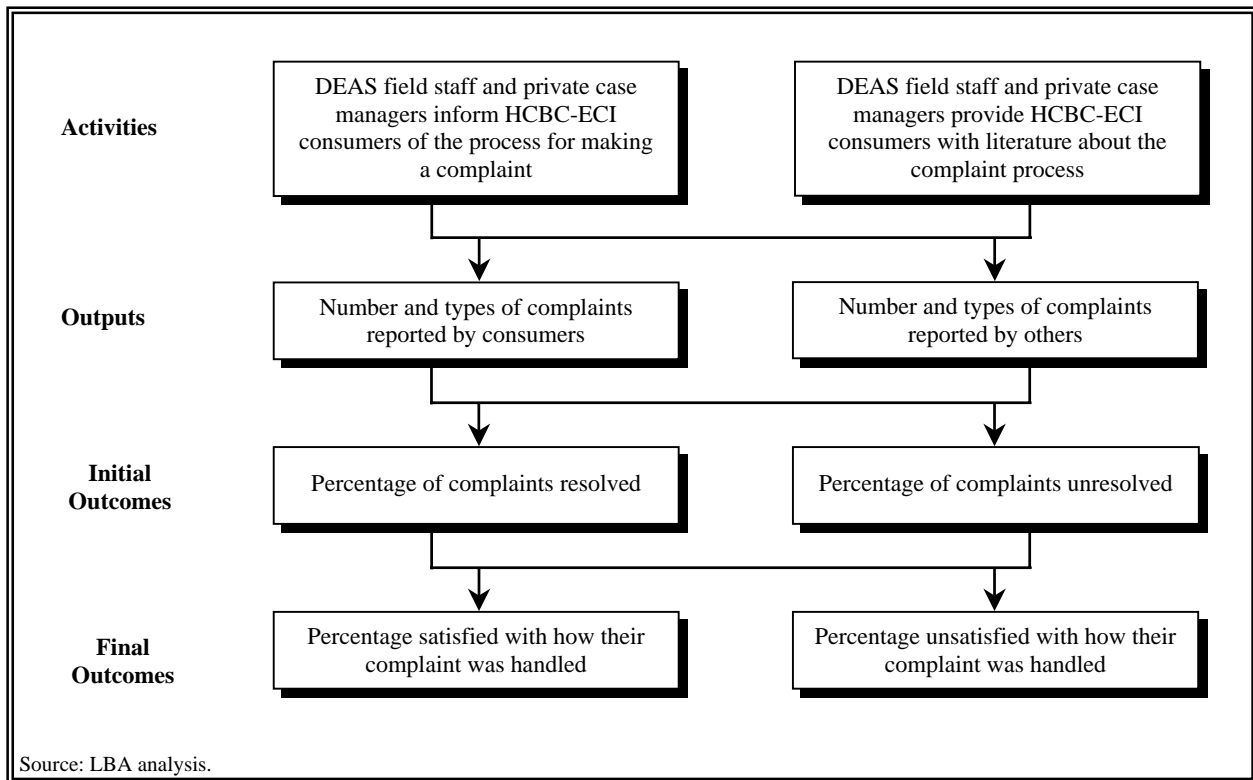 Activities
DEAS field staff and private case
managers inform HCBC-ECI
consumers of the process for making
a complaint
DEAS field staff and private case
managers provide HCBC-ECI
consumers with literature about the
complaint process
Outputs
Number and types of complaints
reported by consumers
Number and types of complaints
reported by others
Initial
Outcomes
Percentage of complaints resolved
Percentage of complaints unresolved
Final
Outcomes
Percentage satisfied with how their
complaint was handled
Percentage unsatisfied with how their
complaint was handled
Source: LBA analysis.